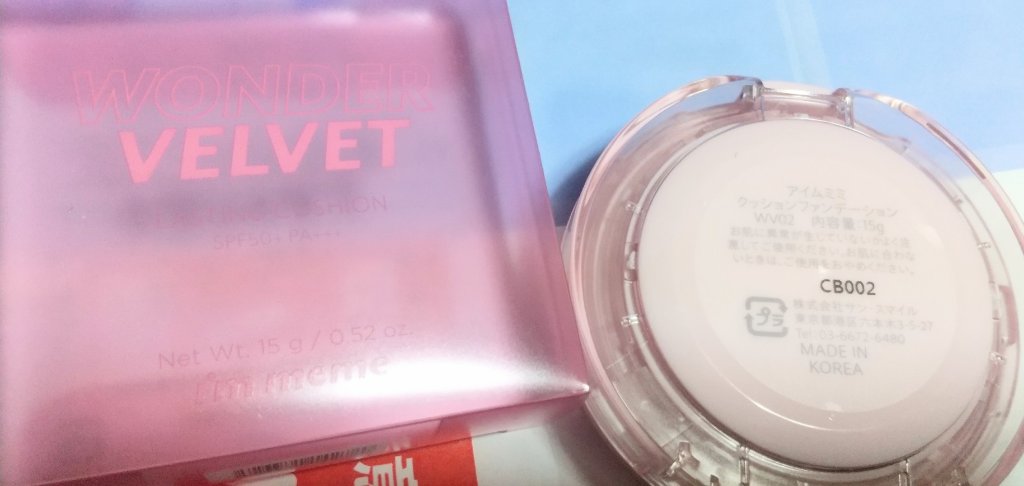 WONDER
VELVET
CUSHION
SPF50+ PA+++
Net Wt. 15 g / 0.52 oz.
i'm meme
アイムミミ
クッションファンデーション
WV02 内容量:15g
お肌に異常が生じていないかよく注
意してご使用ください。お肌に合わな
いときは、ご使用をおやめください。
CB002
プラ
株式会社サン・スマイル
東京都港区六本木3-5-27
Tel: 03-6672-6480
MADE IN
KOREA